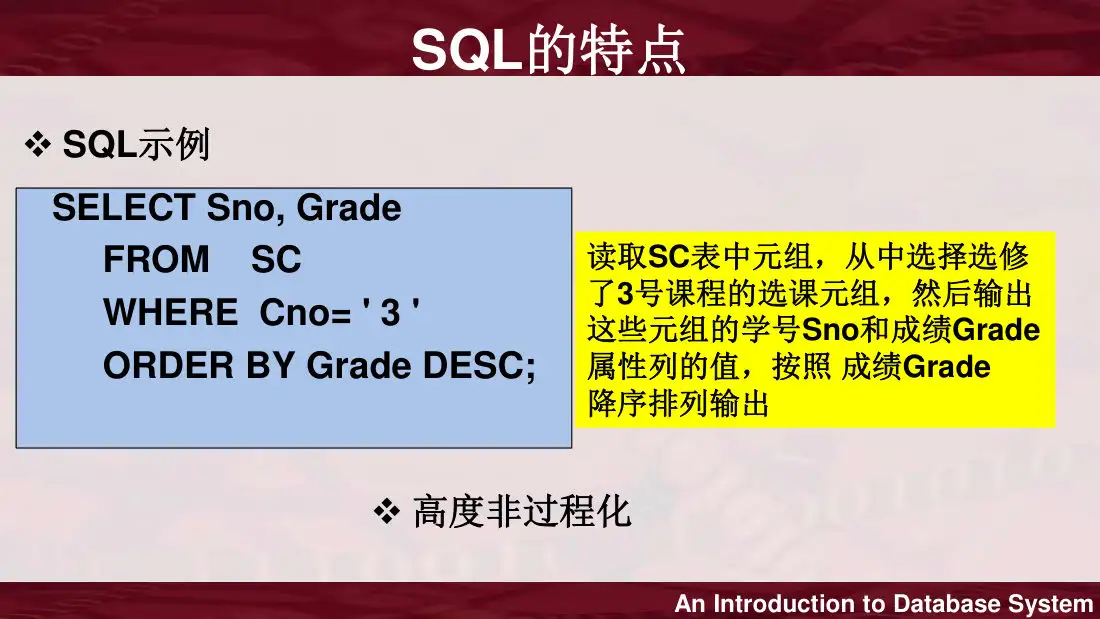 SQL的特点
❖ SQL示例
SELECT Sno, Grade
FROM SC
WHERE Cno= ' 3 '
ORDER BY Grade DESC;
读取SC表中元组，从中选择选修
了3号课程的选课元组，然后输出
这些元组的学号Sno和成绩Grade
属性列的值，按照 成绩Grade
降序排列输出
❖ 高度非过程化
An Introduction to Database System